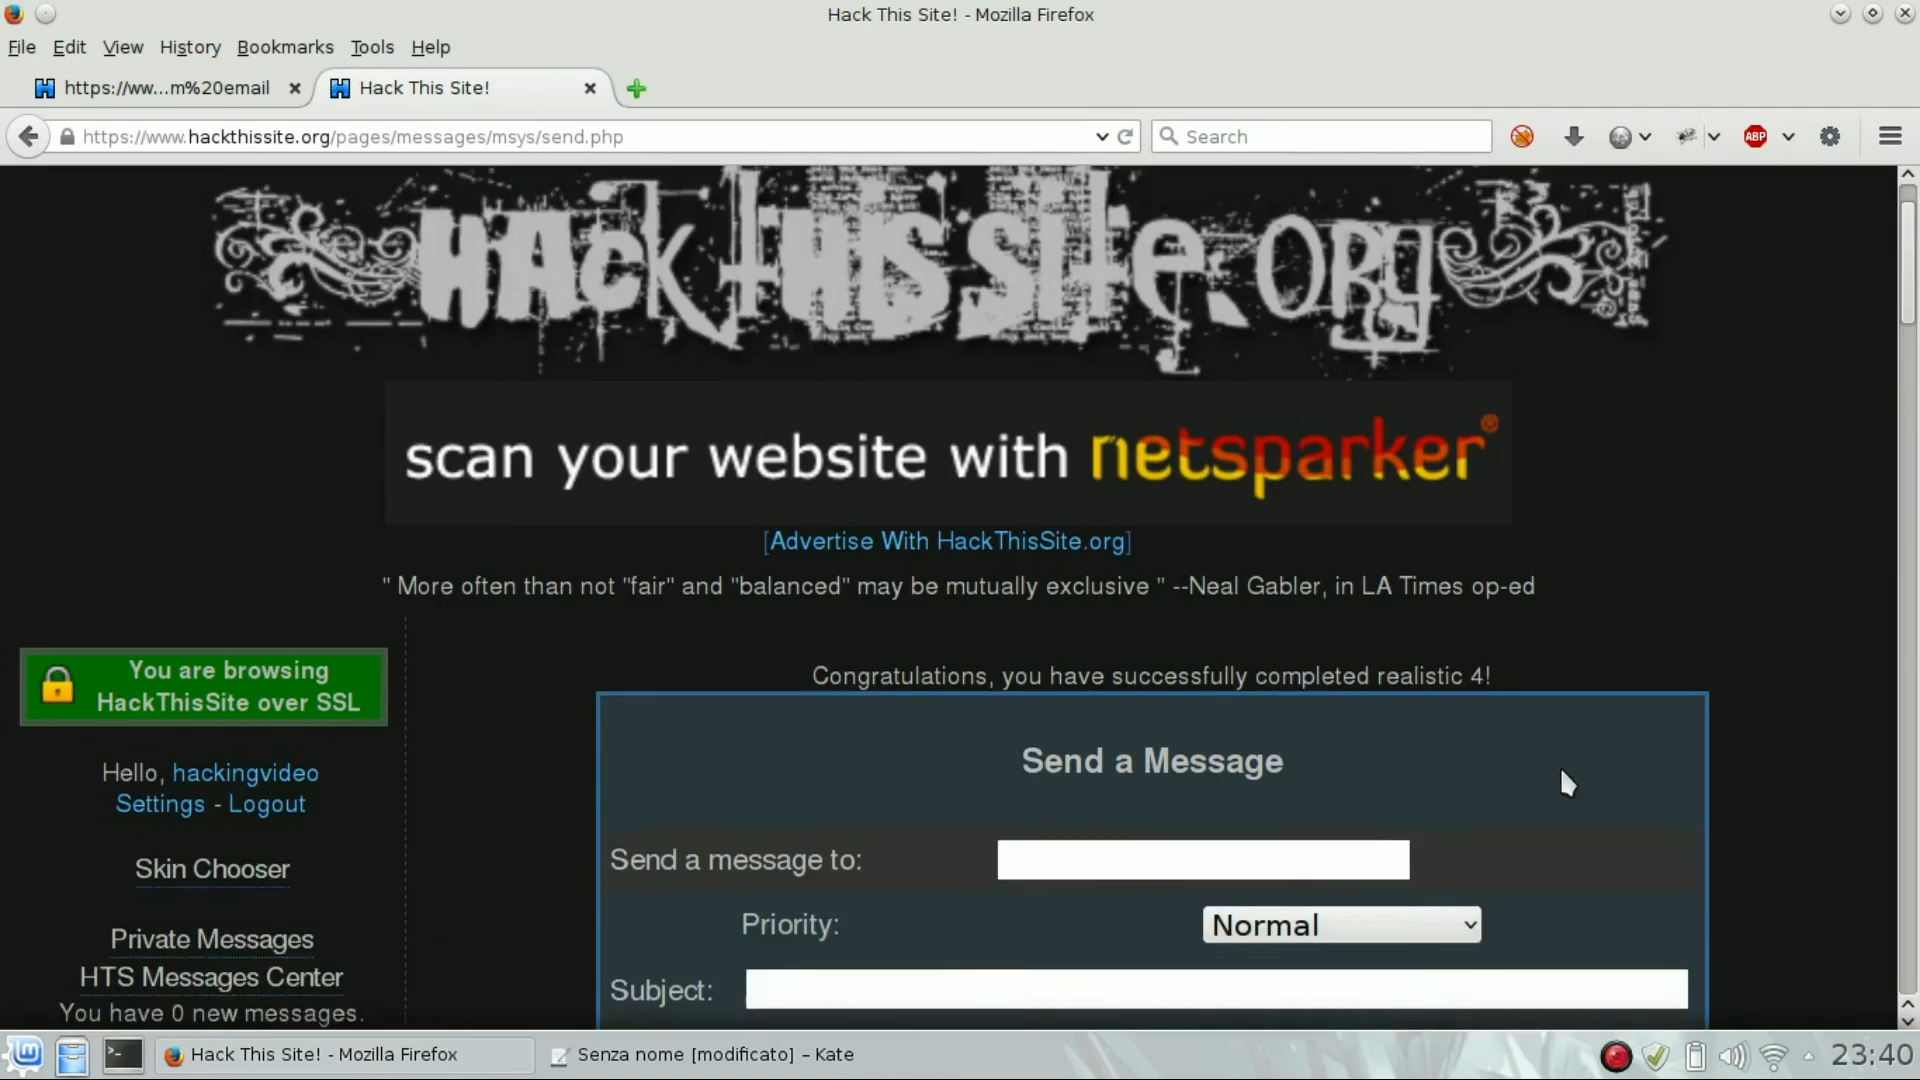 Hack This Site! - Mozilla Firefox
File Edit View History Bookmarks Tools Help
https://ww...m%20email
Hack This Site!
https://www.hackthissite.org/pages/messages/msys/send.php
Search
ABP
HACK THIS SITE.ORG
scan your website with netsparker®
[Advertise With HackThisSite.org]
" More often than not "fair" and "balanced" may be mutually exclusive " --Neal Gabler, in LA Times op-ed
You are browsing
HackThisSite over SSL
Hello, hackingvideo
Settings - Logout
Skin Chooser
Private Messages
HTS Messages Center
You have 0 new messages.
Congratulations, you have successfully completed realistic 4!
Send a Message
Send a message to:
Priority: Normal
Subject:
Hack This Site! - Mozilla Firefox
Senza nome [modificato] – Kate
23:40